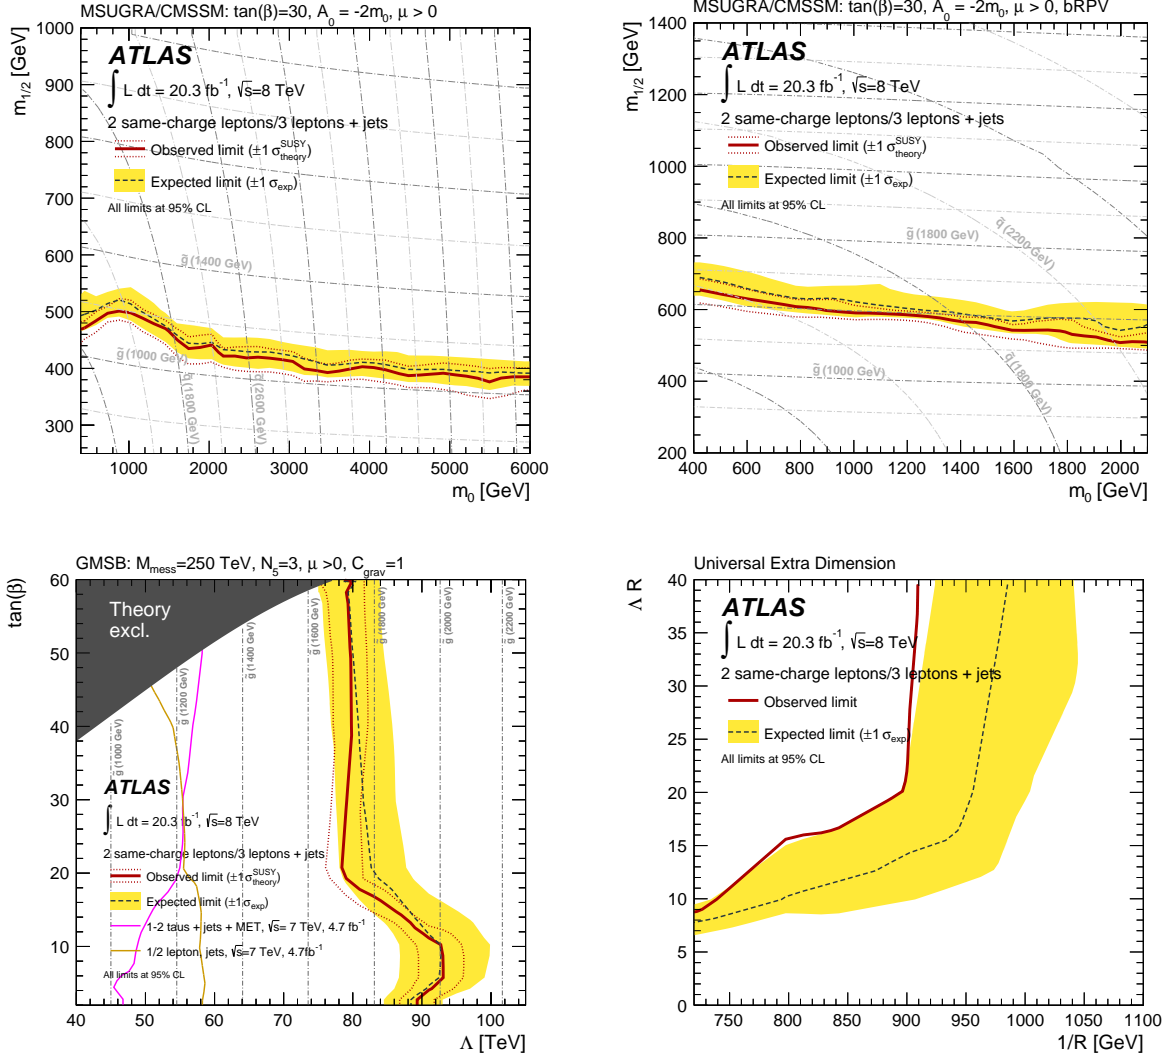 MSUGRA/CMSSM: tan(β)=30, A0 = -2m0, μ > 0
m1/2 [GeV]
1000
900
800
700
600
500
400
300
ATLAS
∫ L dt = 20.3 fb-1, √s=8 TeV
2 same-charge leptons/3 leptons + jets
Observed limit (±1 σ SUSY theory)
Expected limit (±1 σexp)
All limits at 95% CL
g̃ (1400 GeV)
g̃ (1000 GeV)
q̃ (1800 GeV)
q̃ (2600 GeV)
1000 2000 3000 4000 5000 6000
m0 [GeV]
MSUGRA/CMSSM: tan(β)=30, A0 = -2m0, μ > 0, bRPV
m1/2 [GeV]
1400
1200
1000
800
600
400
200
ATLAS
∫ L dt = 20.3 fb-1, √s=8 TeV
2 same-charge leptons/3 leptons + jets
Observed limit (±1 σ SUSY theory)
Expected limit (±1 σexp)
All limits at 95% CL
g̃ (1800 GeV)
q̃ (2200 GeV)
g̃ (1000 GeV)
q̃ (1800 GeV)
400 600 800 1000 1200 1400 1600 1800 2000
m0 [GeV]
GMSB: Mmess=250 TeV, N5=3, μ>0, Cgrav=1
tan(β)
60
50
40
30
20
10
Theory
excl.
g̃ (1000 GeV)
g̃ (1200 GeV)
g̃ (1400 GeV)
g̃ (1600 GeV)
g̃ (1800 GeV)
g̃ (2000 GeV)
g̃ (2200 GeV)
ATLAS
∫ L dt = 20.3 fb-1, √s=8 TeV
2 same-charge leptons/3 leptons + jets
Observed limit (±1σ SUSY theory)
Expected limit (±1σexp)
1-2 taus + jets + MET, √s= 7 TeV, 4.7 fb-1
1/2 lepton, jets, √s=7 TeV, 4.7fb-1
All limits at 95% CL
40 50 60 70 80 90 100
Λ [TeV]
Universal Extra Dimension
Λ R
40
35
30
25
20
15
10
5
0
ATLAS
∫ L dt = 20.3 fb-1, √s=8 TeV
2 same-charge leptons/3 leptons + jets
Observed limit
Expected limit (±1 σexp)
All limits at 95% CL
750 800 850 900 950 1000 1050 1100
1/R [GeV]